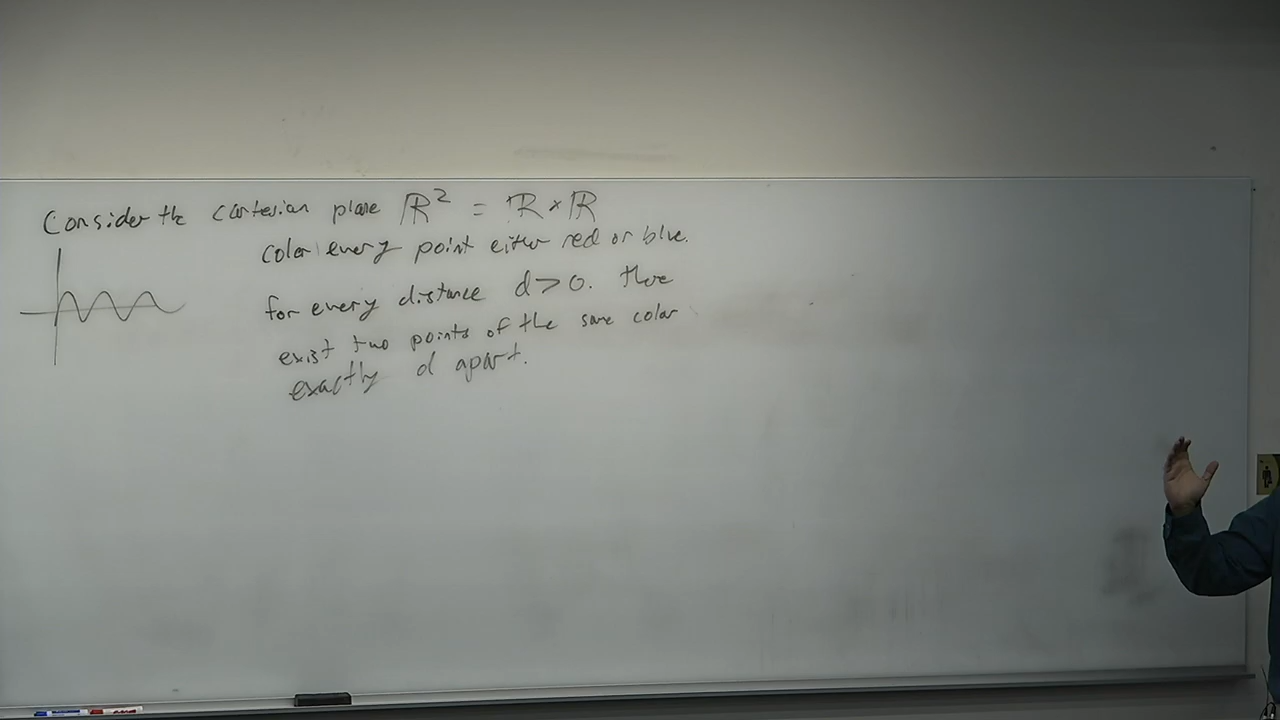 Consider the cartesian plane ℝ² = ℝ × ℝ
color every point either red or blue.
for every distance d > 0. there
exist two points of the same color
exactly d apart.